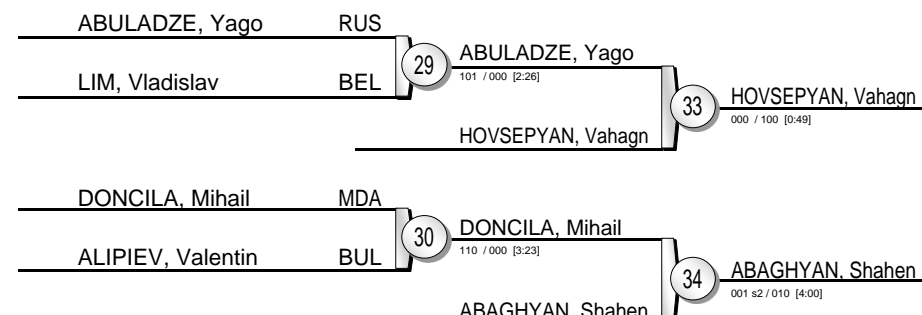 ABULADZE, Yago RUS
29
ABULADZE, Yago
101 / 000 [2:26]
LIM, Vladislav BEL
33
HOVSEPYAN, Vahagn
000 / 100 [0:49]
HOVSEPYAN, Vahagn
DONCILA, Mihail MDA
30
DONCILA, Mihail
110 / 000 [3:23]
ALIPIEV, Valentin BUL
34
ABAGHYAN, Shahen
001 s2 / 010 [4:00]
ABAGHYAN, Shahen